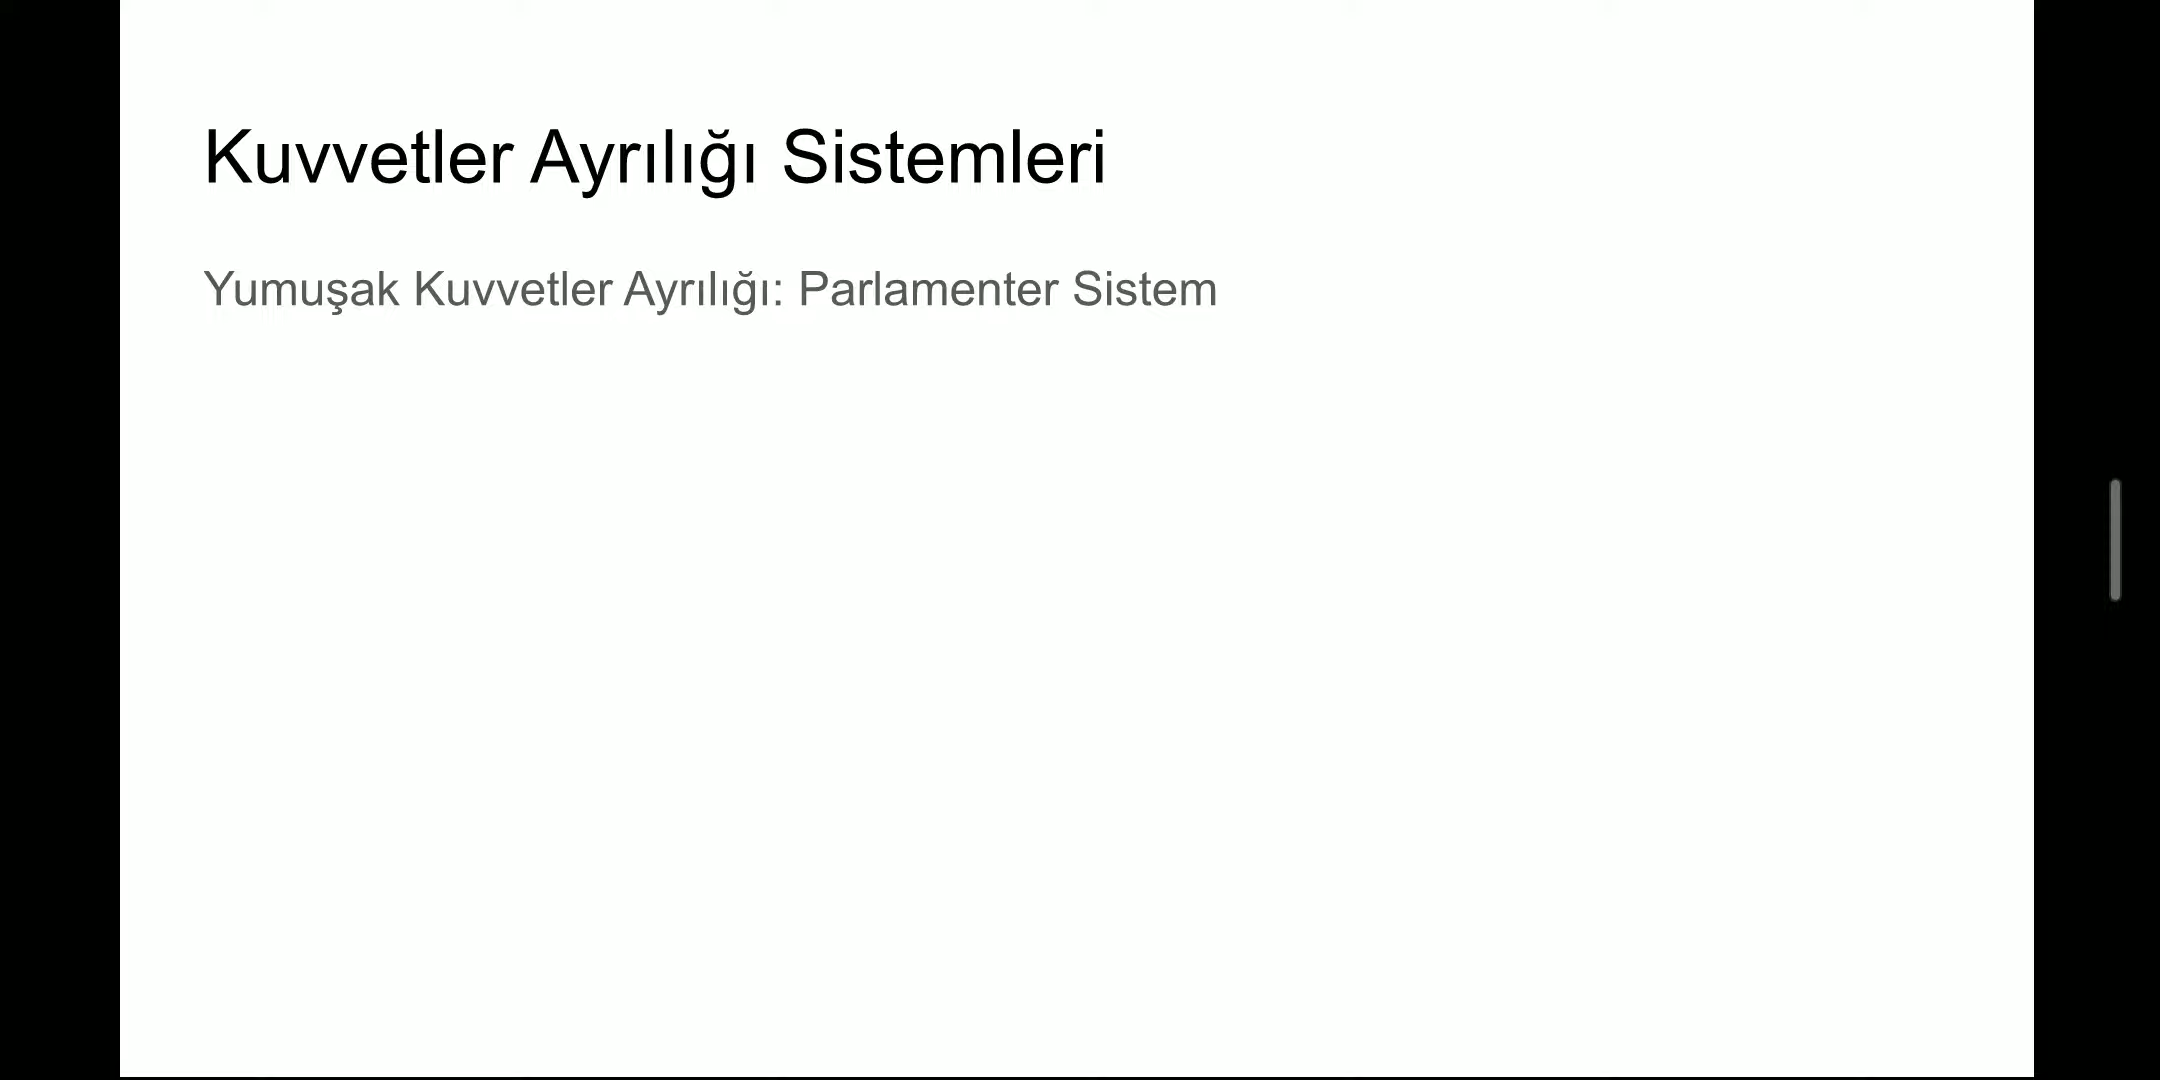 Kuvvetler Ayrılığı Sistemleri
Yumuşak Kuvvetler Ayrılığı: Parlamenter Sistem